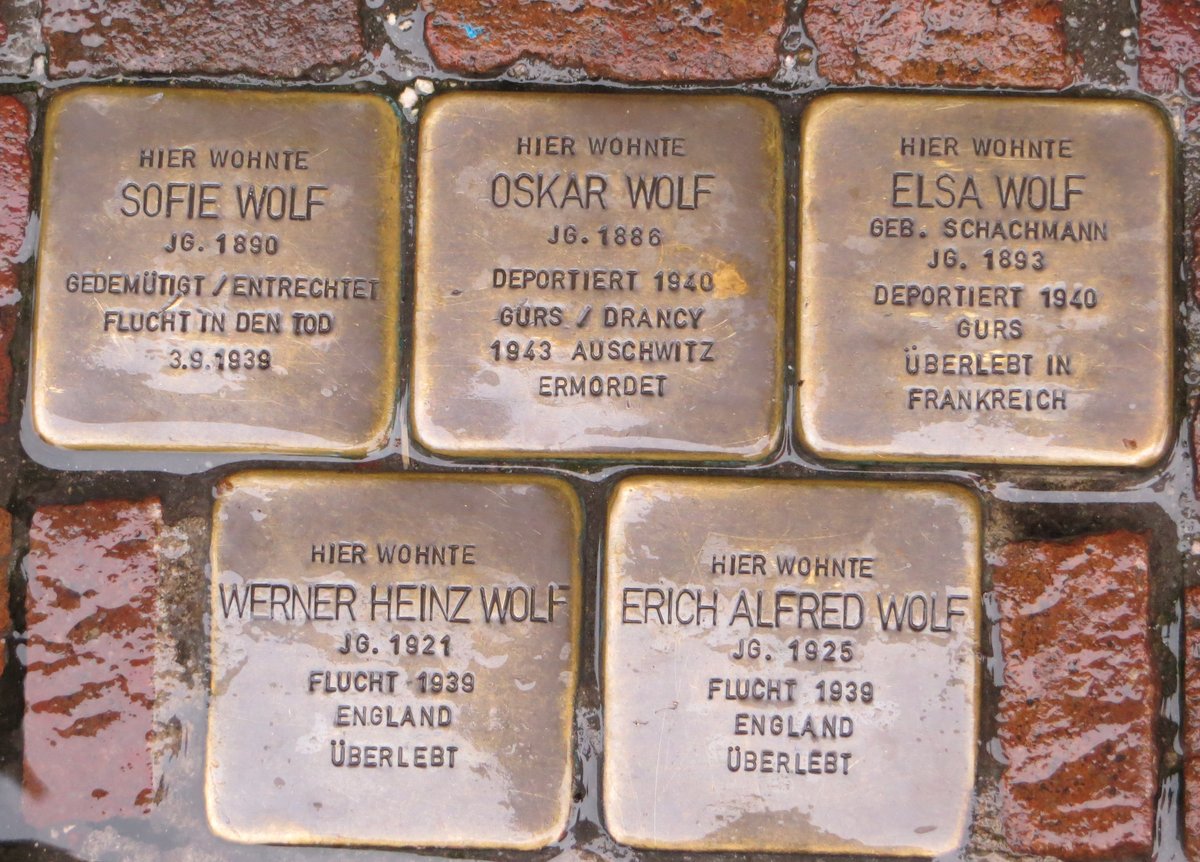 HIER WOHNTE
SOFIE WOLF
JG. 1890
GEDEMÜTIGT / ENTRECHTET
FLUCHT IN DEN TOD
3.9.1939
HIER WOHNTE
OSKAR WOLF
JG. 1886
DEPORTIERT 1940
GURS / DRANCY
1943 AUSCHWITZ
ERMORDET
HIER WOHNTE
ELSA WOLF
GEB. SCHACHMANN
JG. 1893
DEPORTIERT 1940
GURS
ÜBERLEBT IN
FRANKREICH
HIER WOHNTE
WERNER HEINZ WOLF
JG. 1921
FLUCHT 1939
ENGLAND
ÜBERLEBT
HIER WOHNTE
ERICH ALFRED WOLF
JG. 1925
FLUCHT 1939
ENGLAND
ÜBERLEBT